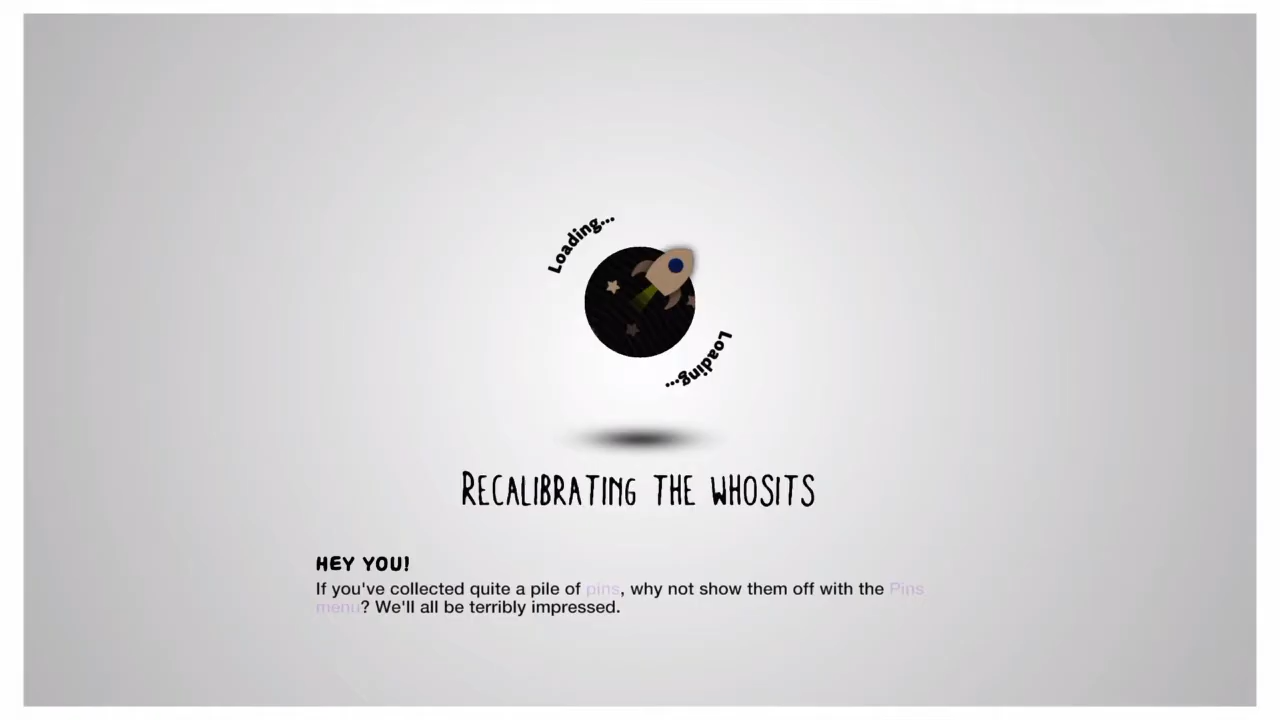 Loading...
Loading...
Recalibrating the whosits
HEY YOU!
If you've collected quite a pile of pins, why not show them off with the Pins
menu? We'll all be terribly impressed.